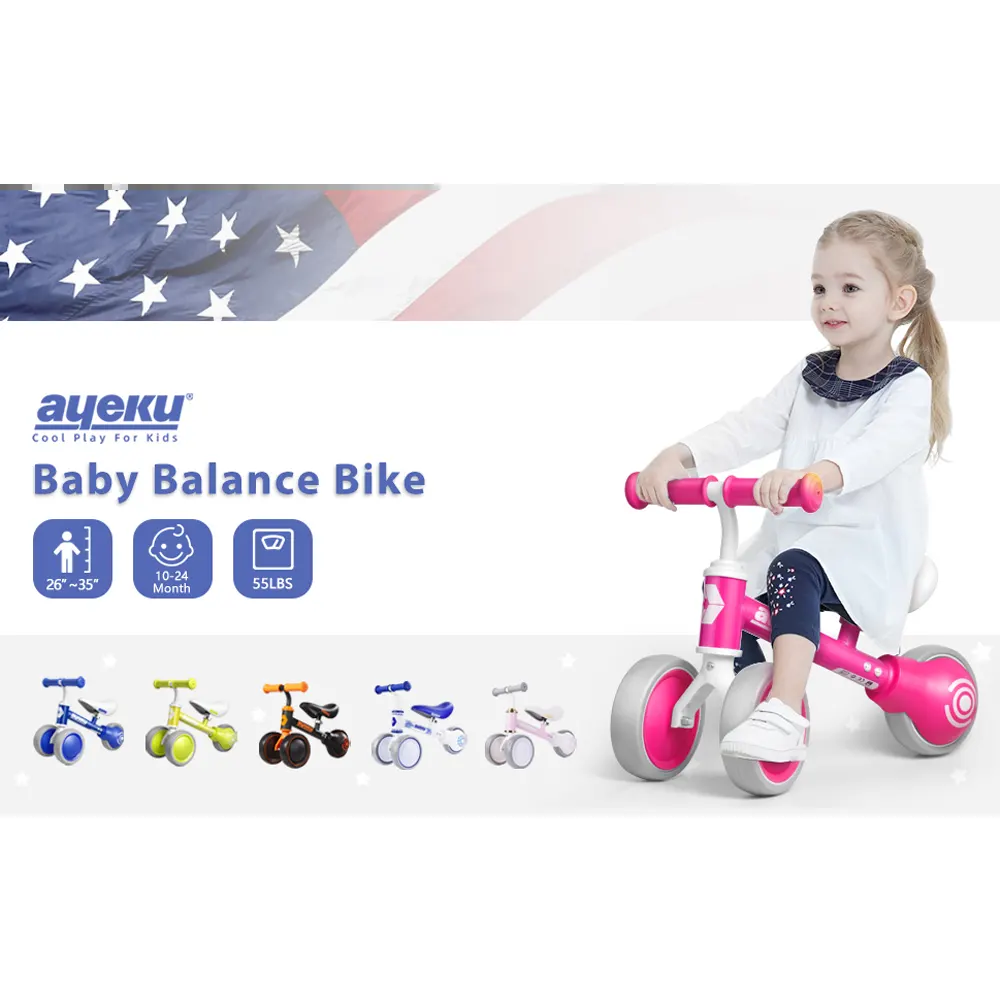 ayeku®
Cool Play For Kids
Baby Balance Bike
26”~35”
10-24
Month
55LBS